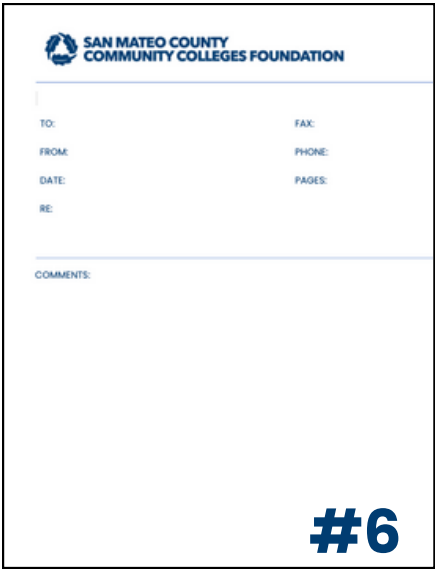 SAN MATEO COUNTY
COMMUNITY COLLEGES FOUNDATION
TO: FAX:
FROM: PHONE:
DATE: PAGES:
RE:
COMMENTS:
#6